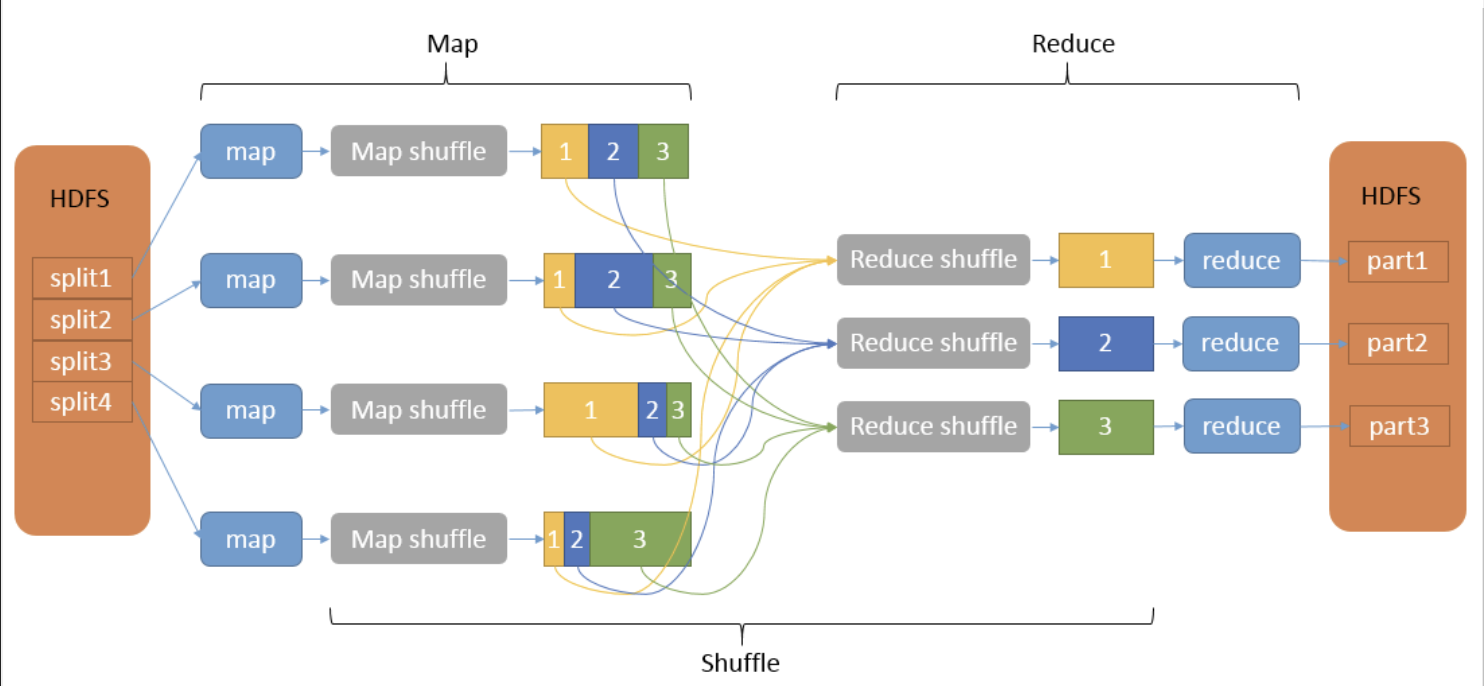 Map
Reduce
HDFS
split1
split2
split3
split4
map
Map shuffle
1 2 3
map
Map shuffle
1 2 3
map
Map shuffle
1 2 3
map
Map shuffle
1 2 3
Reduce shuffle
1
reduce
Reduce shuffle
2
reduce
Reduce shuffle
3
reduce
HDFS
part1
part2
part3
Shuffle